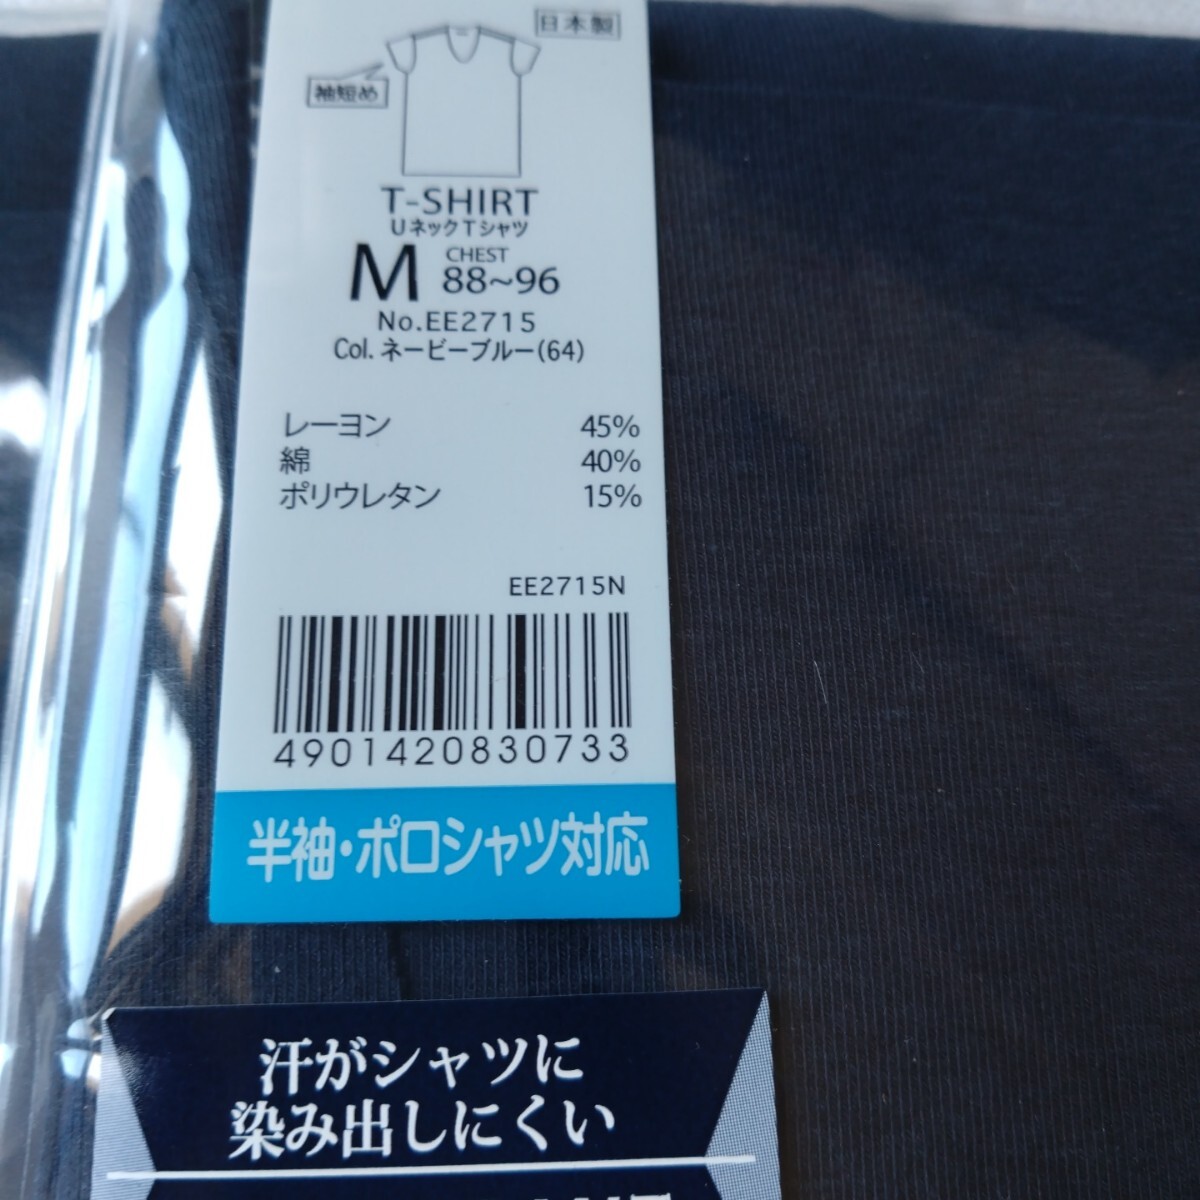 日本製
袖短め
T-SHIRT
UネックTシャツ
M CHEST 88~96
No.EE2715
Col. ネービーブルー(64)
レーヨン 45%
綿 40%
ポリウレタン 15%
EE2715N
4901420830733
半袖・ポロシャツ対応
汗がシャツに
染み出しにくい